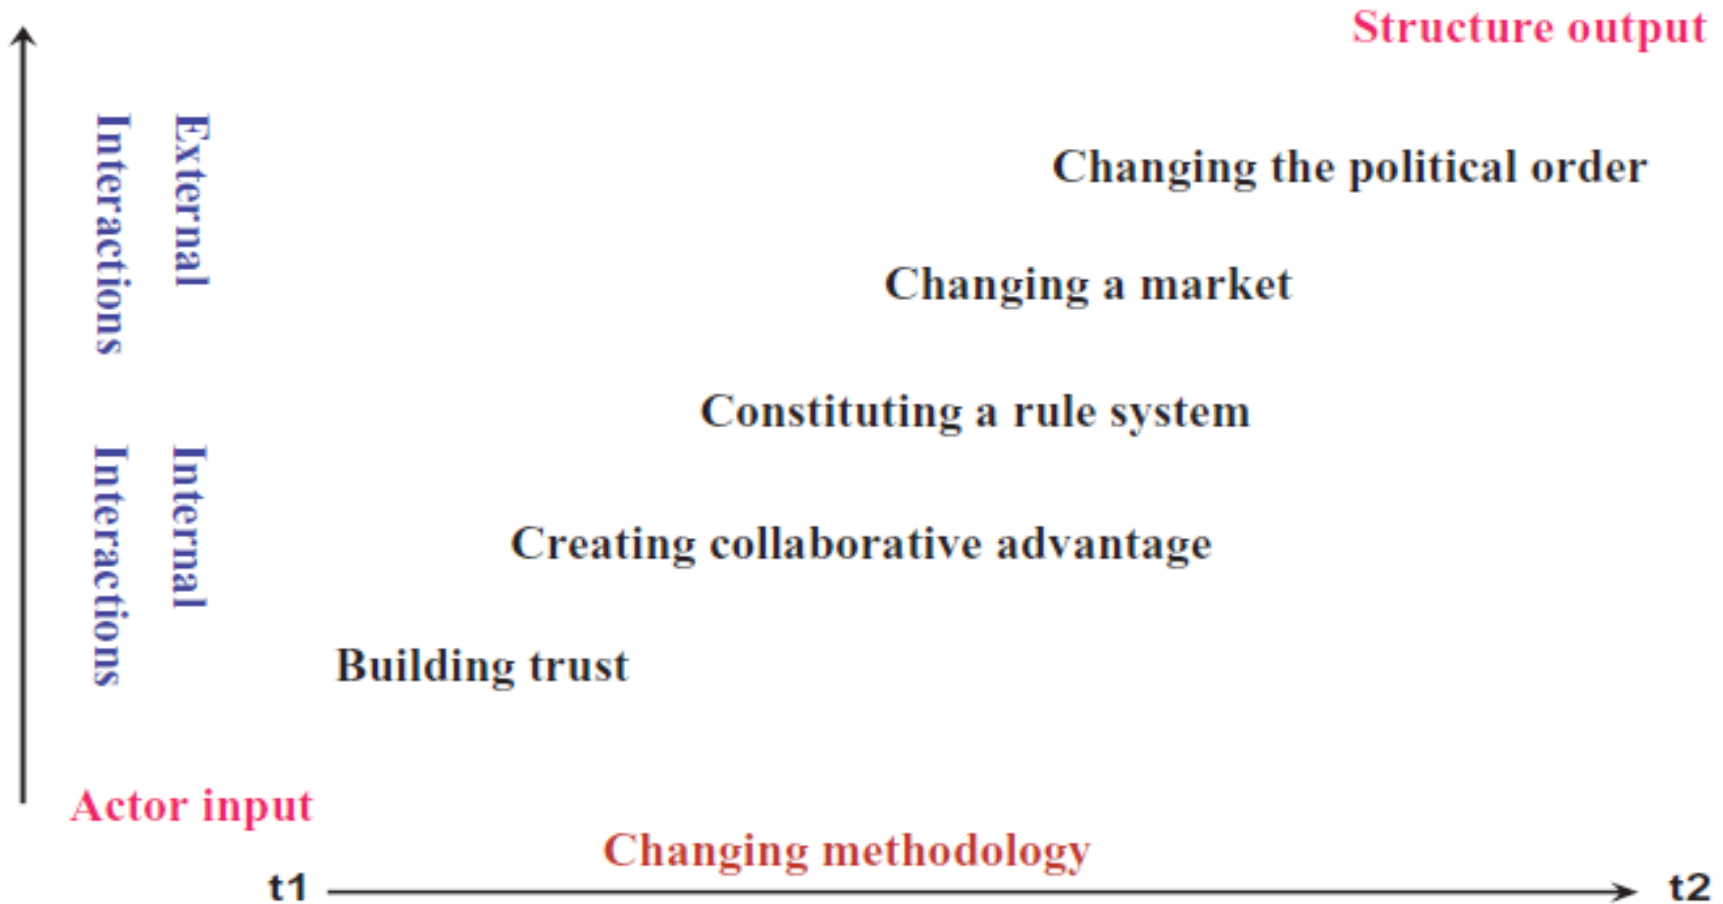 Structure output
External
Interactions
Changing the political order
Changing a market
Constituting a rule system
Internal
Interactions
Creating collaborative advantage
Building trust
Actor input
Changing methodology
t1
t2